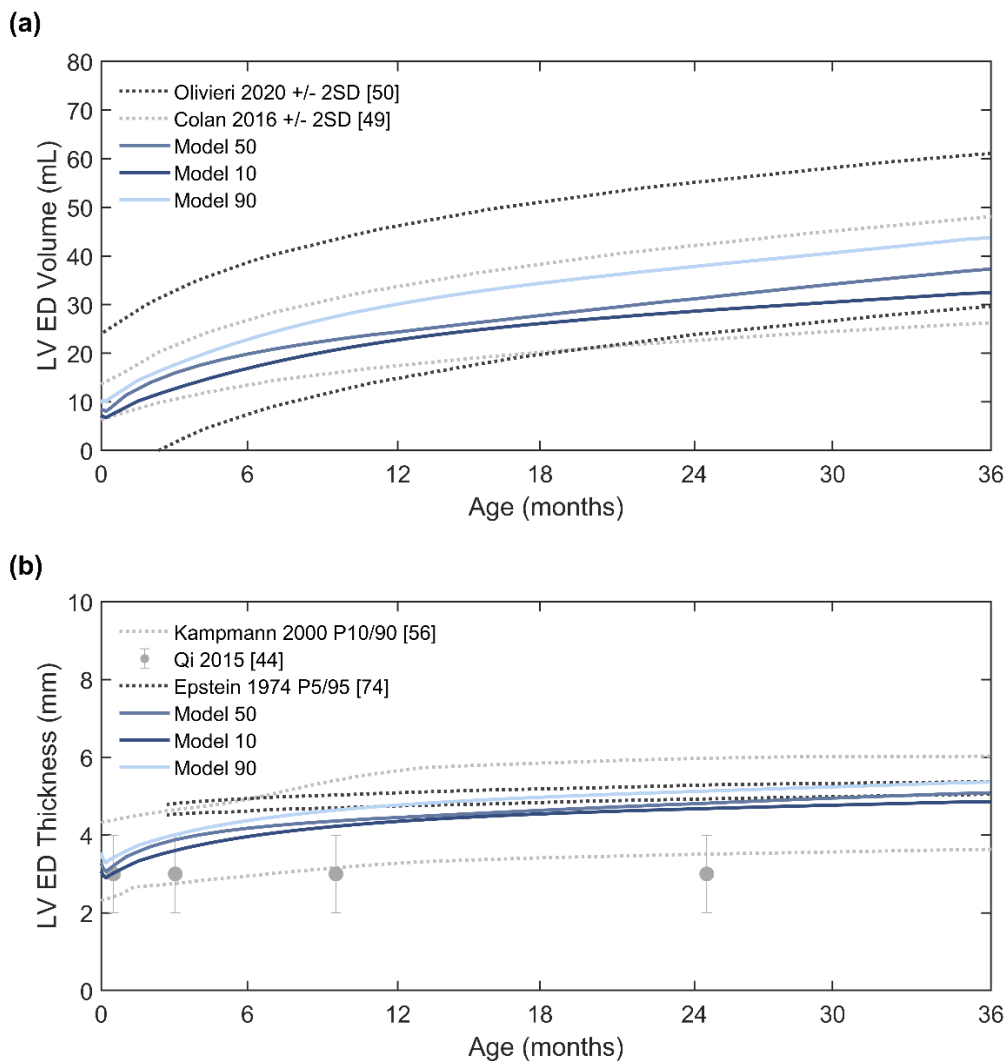 (a)
80
70
60
50
40
30
20
10
0
LV ED Volume (mL)
Olivieri 2020 +/- 2SD [50]
Colan 2016 +/- 2SD [49]
Model 50
Model 10
Model 90
0 6 12 18 24 30 36
Age (months)
(b)
10
8
6
4
2
0
LV ED Thickness (mm)
Kampmann 2000 P10/90 [56]
Qi 2015 [44]
Epstein 1974 P5/95 [74]
Model 50
Model 10
Model 90
0 6 12 18 24 30 36
Age (months)